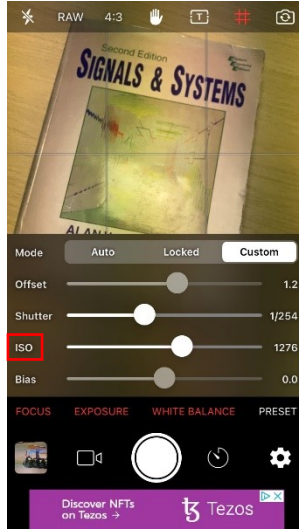 RAW 4:3 T
Second Edition
SIGNALS & SYSTEMS
Mode Auto Locked Custom
Offset 1.2
Shutter 1/254
ISO 1276
Bias 0.0
FOCUS EXPOSURE WHITE BALANCE PRESET
Discover NFTs
on Tezos → Tezos